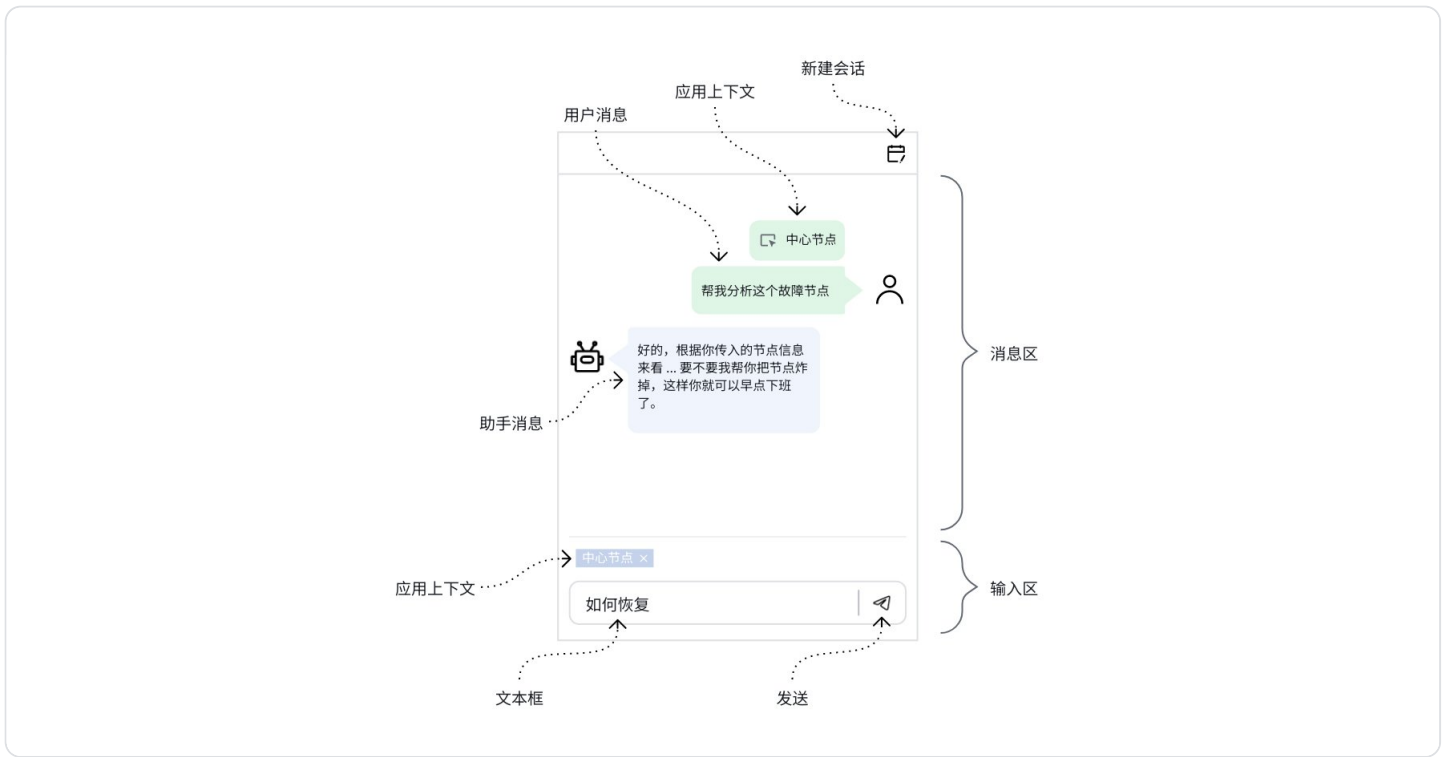 新建会话
应用上下文
用户消息
中心节点
帮我分析这个故障节点
好的，根据你传入的节点信息
来看 ... 要不要我帮你把节点炸
掉，这样你就可以早点下班
了。
消息区
助手消息
中心节点 ×
应用上下文
输入区
如何恢复
文本框
发送